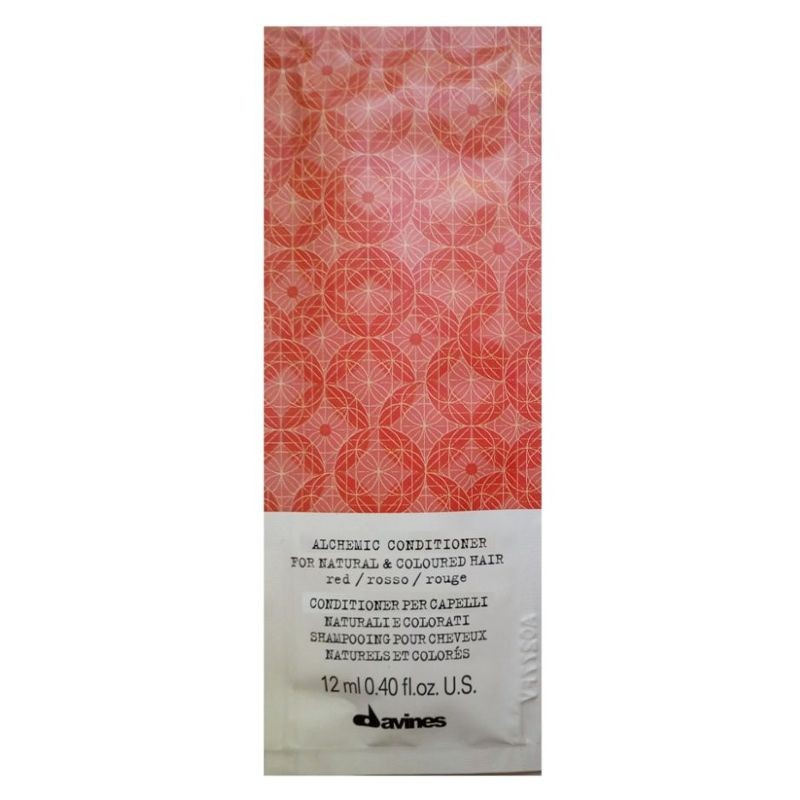 ALCHEMIC CONDITIONER
FOR NATURAL & COLOURED HAIR
red / rosso / rouge
CONDITIONER PER CAPELLI
NATURALI E COLORATI
SHAMPOOING POUR CHEVEUX
NATURELS ET COLORÉS
12 ml 0.40 fl.oz. U.S.
davines